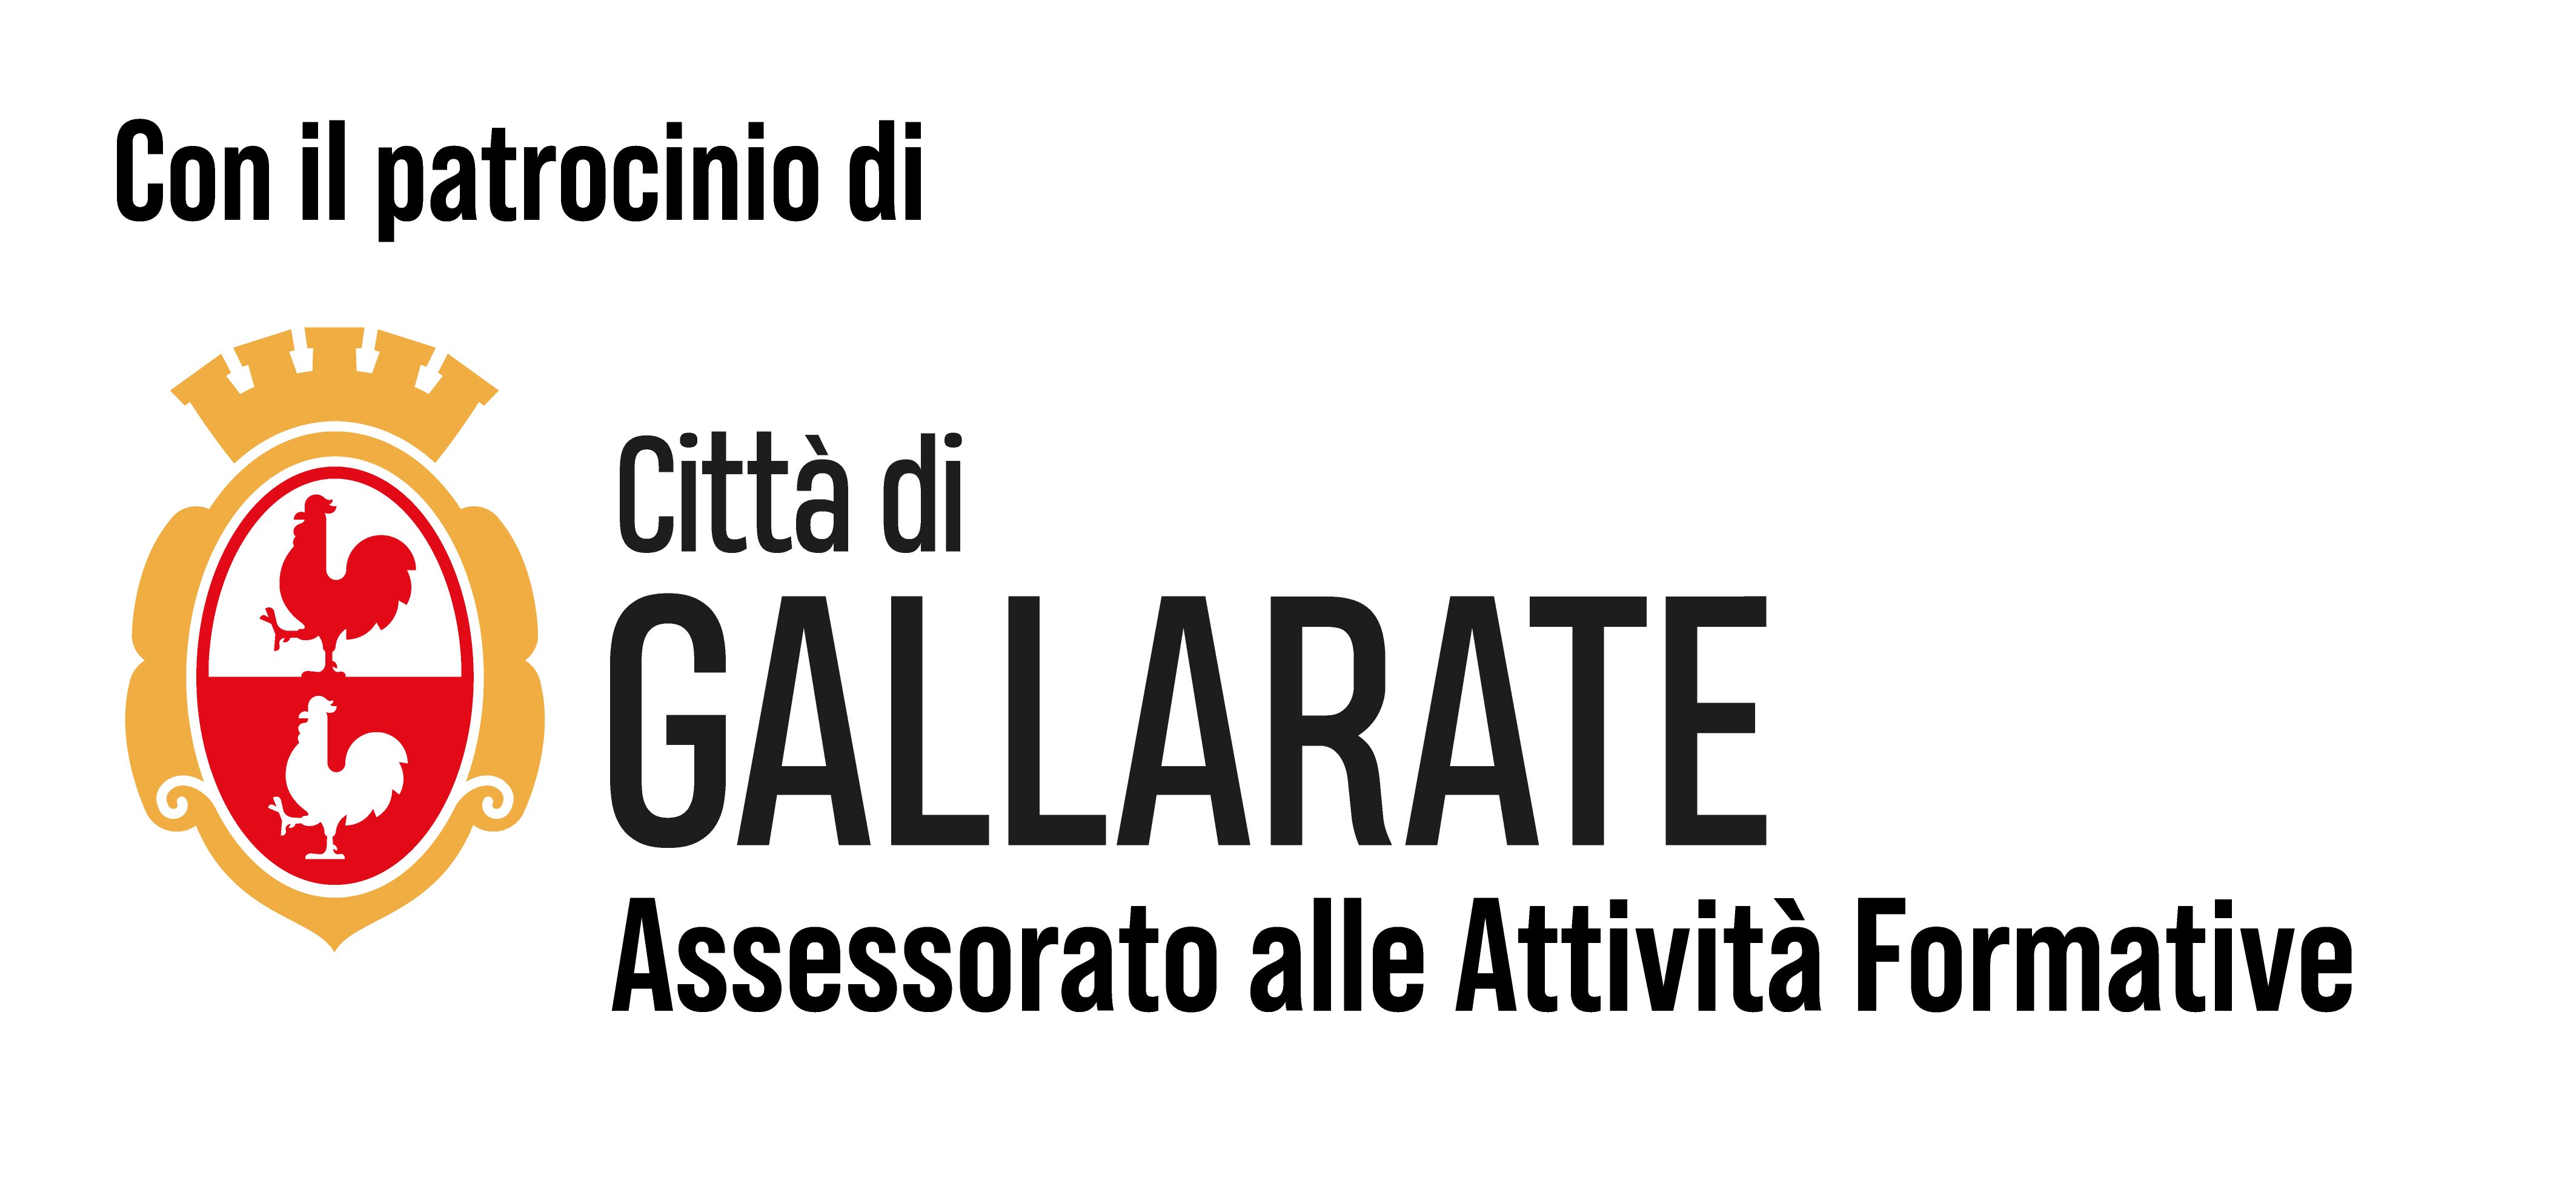 Con il patrocinio di
Città di
GALLARATE
Assessorato alle Attività Formative